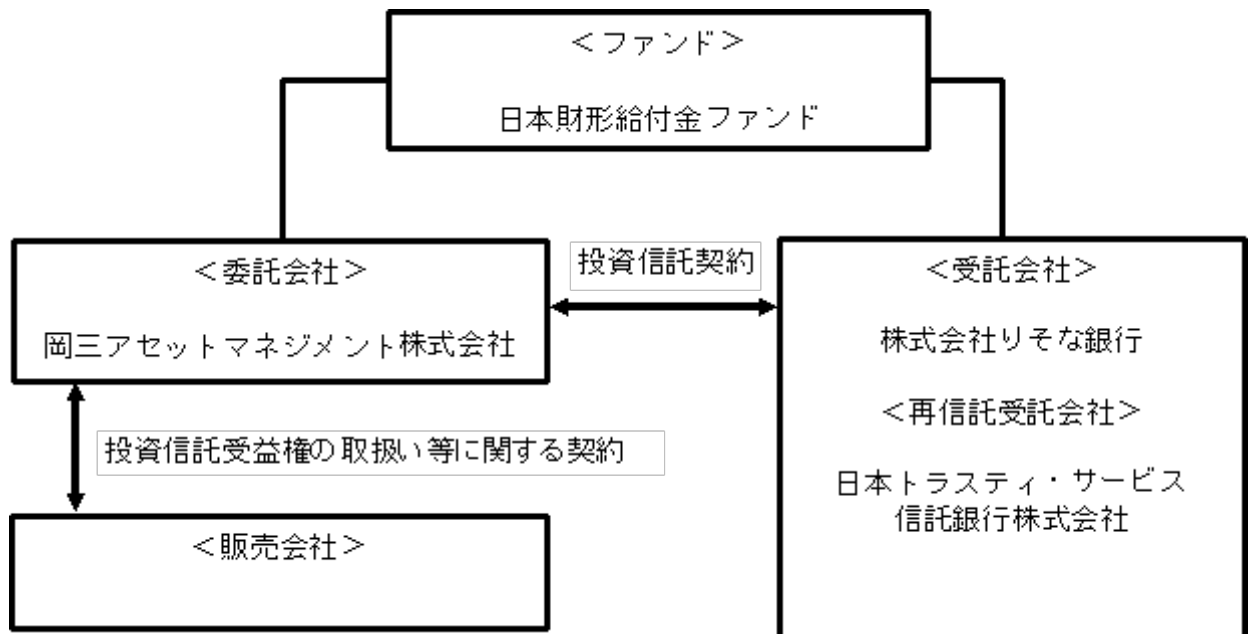 ＜ファンド＞
日本財形給付金ファンド
＜委託会社＞
岡三アセットマネジメント株式会社
投資信託契約
＜受託会社＞
株式会社りそな銀行
＜再信託受託会社＞
日本トラスティ・サービス
信託銀行株式会社
投資信託受益権の取扱い等に関する契約
＜販売会社＞